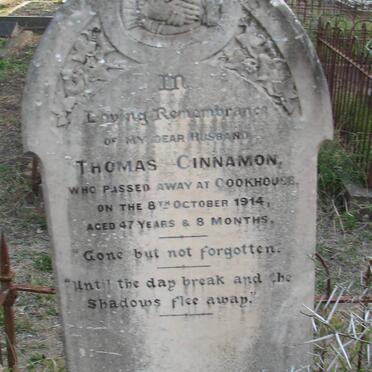 In
Loving Remembrance
OF MY DEAR HUSBAND
THOMAS CINNAMON,
WHO PASSED AWAY AT COOKHOUSE,
ON THE 8TH OCTOBER 1914,
AGED 47 YEARS & 8 MONTHS.
"Gone but not forgotten.
"Until the day break and the
Shadows flee away."